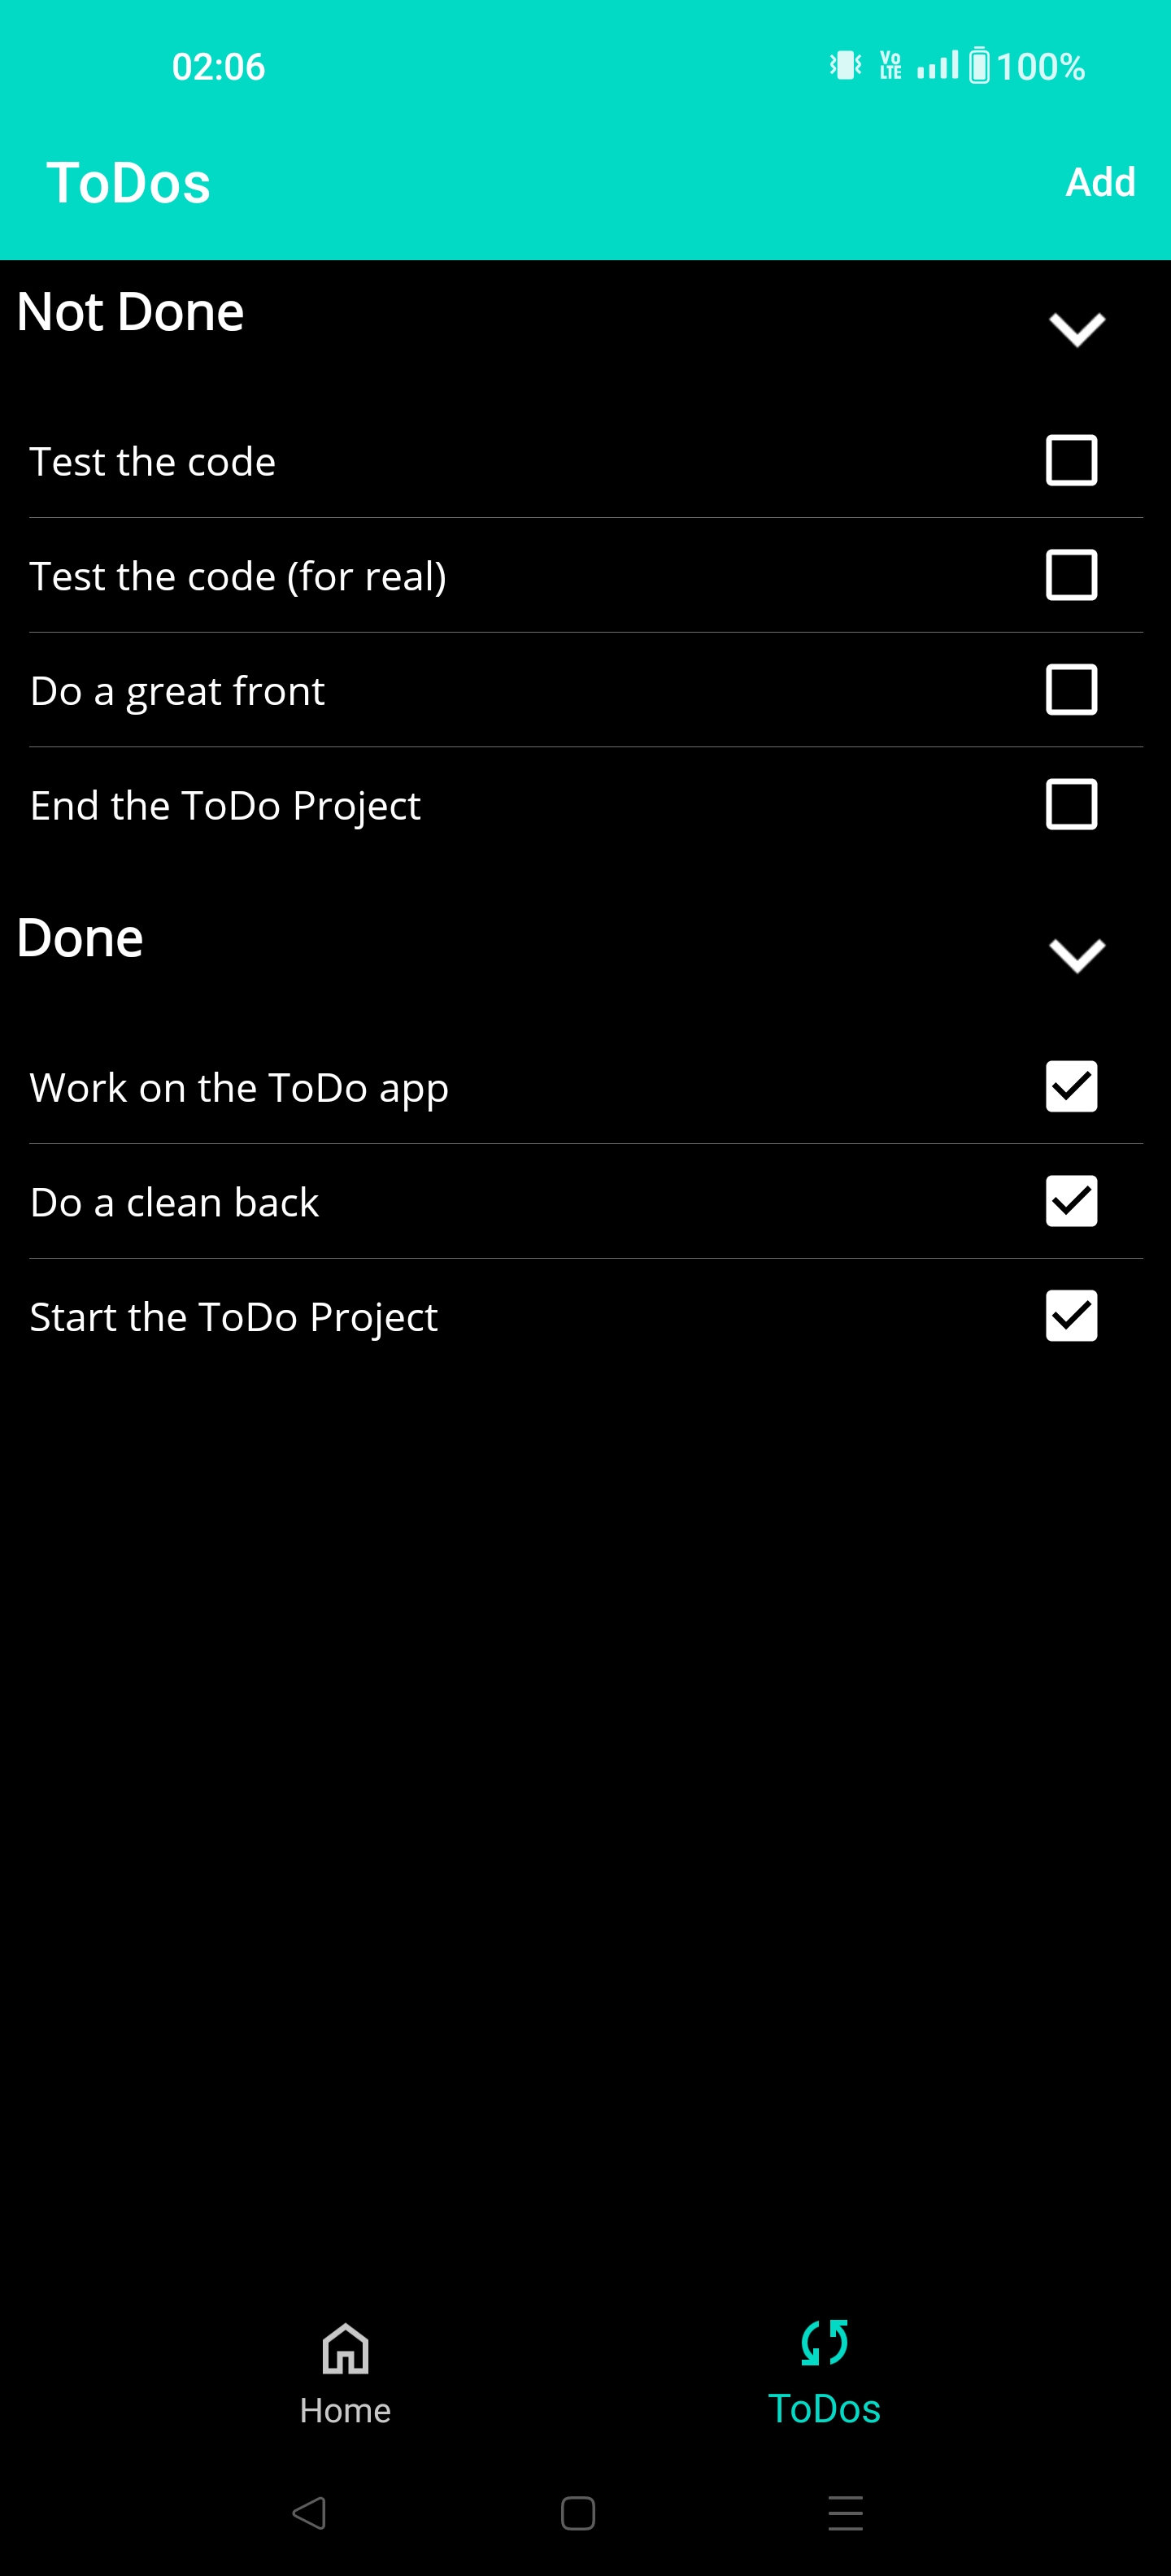 02:06 Vo LTE 100%
ToDos Add
Not Done
Test the code
Test the code (for real)
Do a great front
End the ToDo Project
Done
Work on the ToDo app
Do a clean back
Start the ToDo Project
Home ToDos